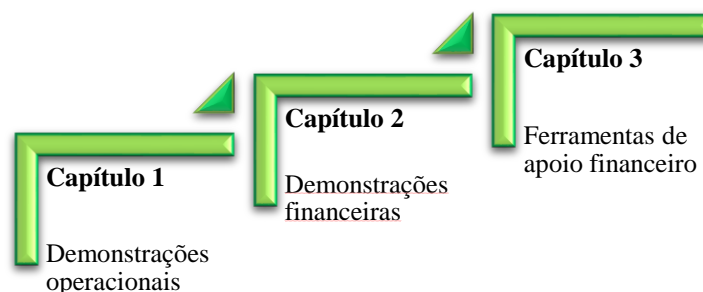 Capítulo 1
Demonstrações
operacionais
Capítulo 2
Demonstrações
financeiras
Capítulo 3
Ferramentas de
apoio financeiro